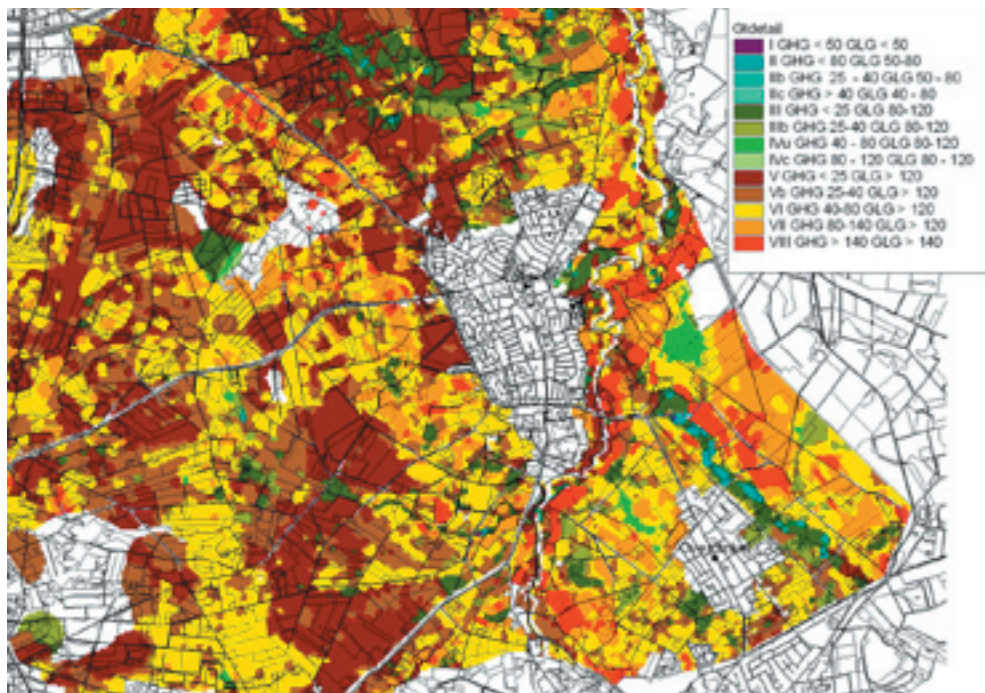 Gtdetail
I GHG < 50 GLG < 50
II GHG < 80 GLG 50-80
IIb GHG 25 - 40 GLG 50 - 80
IIc GHG > 40 GLG 40 - 80
III GHG < 25 GLG 80-120
IIIb GHG 25-40 GLG 80-120
IVu GHG 40 - 80 GLG 80-120
IVc GHG 80 - 120 GLG 80 - 120
V GHG < 25 GLG > 120
Vb GHG 25-40 GLG > 120
VI GHG 40-80 GLG > 120
VII GHG 80-140 GLG > 120
VIII GHG > 140 GLG > 140